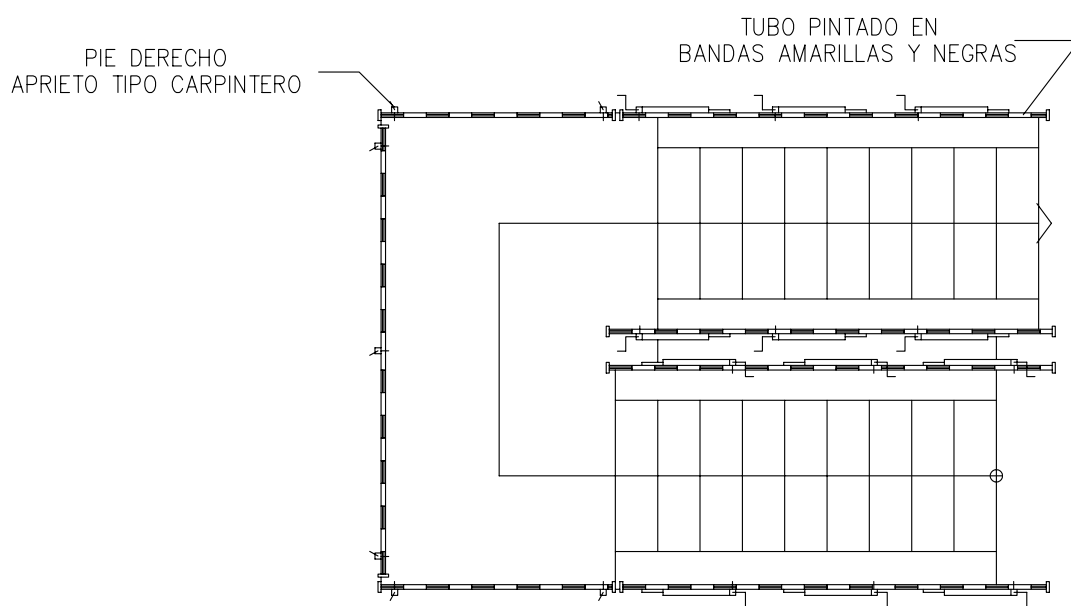 PIE DERECHO
APRIETO TIPO CARPINTERO
TUBO PINTADO EN
BANDAS AMARILLAS Y NEGRAS